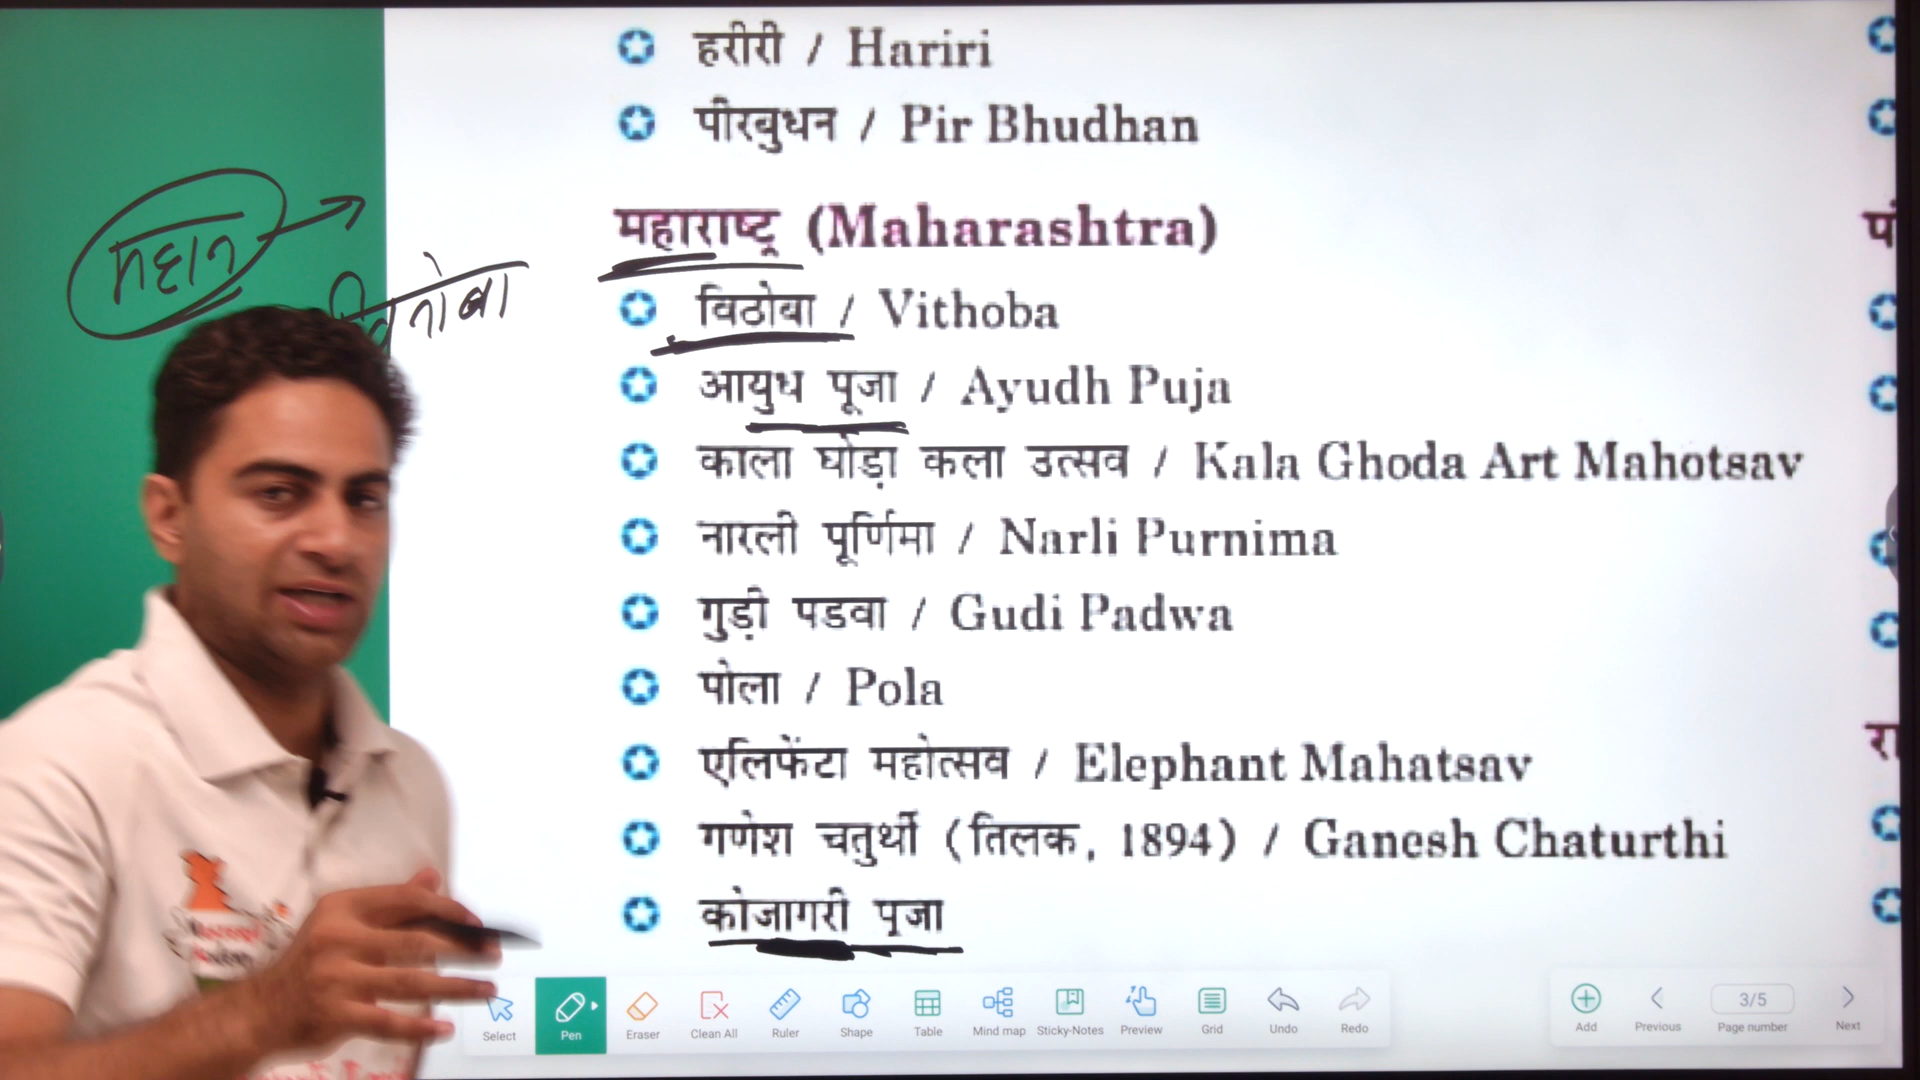 हरीरी / Hariri
पीरबुधन / Pir Bhudhan
महाराष्ट्र (Maharashtra)
विठोबा / Vithoba
आयुध पूजा / Ayudh Puja
काला घोड़ा कला उत्सव / Kala Ghoda Art Mahotsav
नारली पूर्णिमा / Narli Purnima
गुड़ी पडवा / Gudi Padwa
पोला / Pola
एलिफेंटा महोत्सव / Elephant Mahatsav
गणेश चतुर्थी (तिलक, 1894) / Ganesh Chaturthi
कोजागरी पूजा
महान
Select Pen Eraser Clean All Ruler Shape Table Mind map Sticky-Notes Preview Grid Undo Redo
Add Previous 3/5 Page number Next